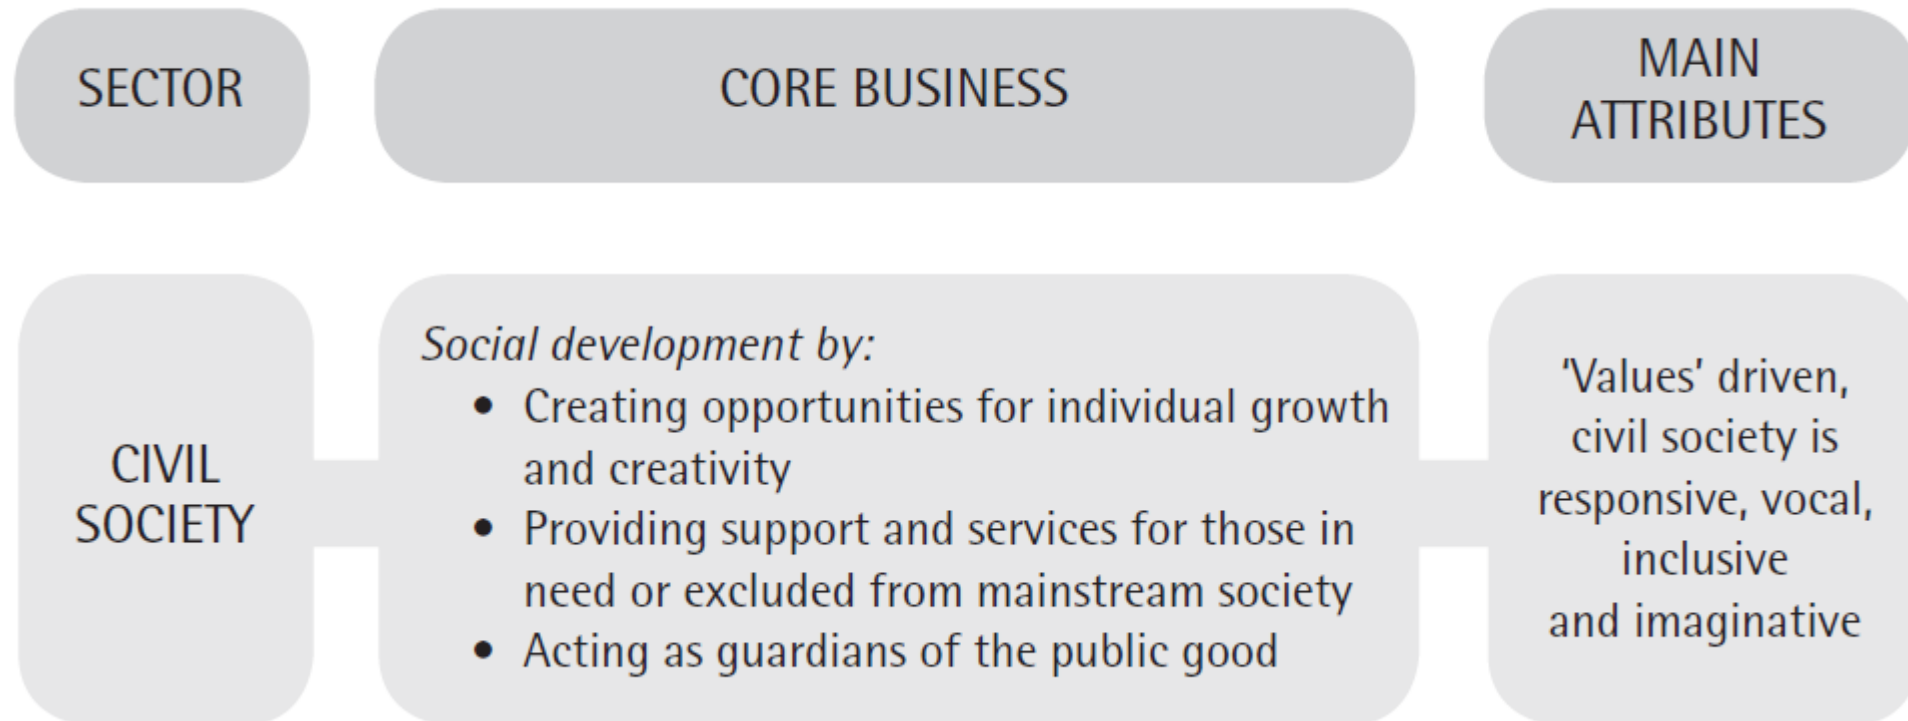 SECTOR
CORE BUSINESS
MAIN
ATTRIBUTES
CIVIL
SOCIETY
Social development by:
• Creating opportunities for individual growth
and creativity
• Providing support and services for those in
need or excluded from mainstream society
• Acting as guardians of the public good
‘Values’ driven,
civil society is
responsive, vocal,
inclusive
and imaginative